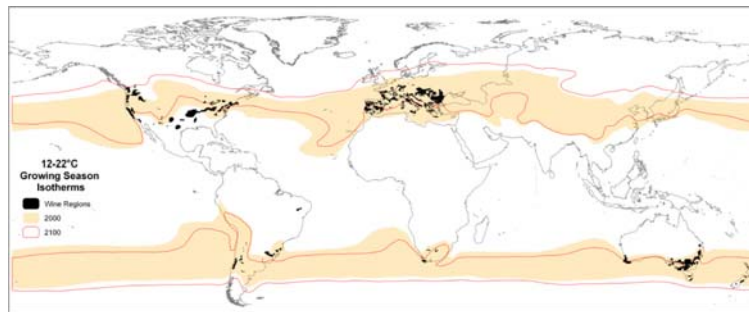 12-22°C
Growing Season
Isotherms
Wine Regions
2000
2100